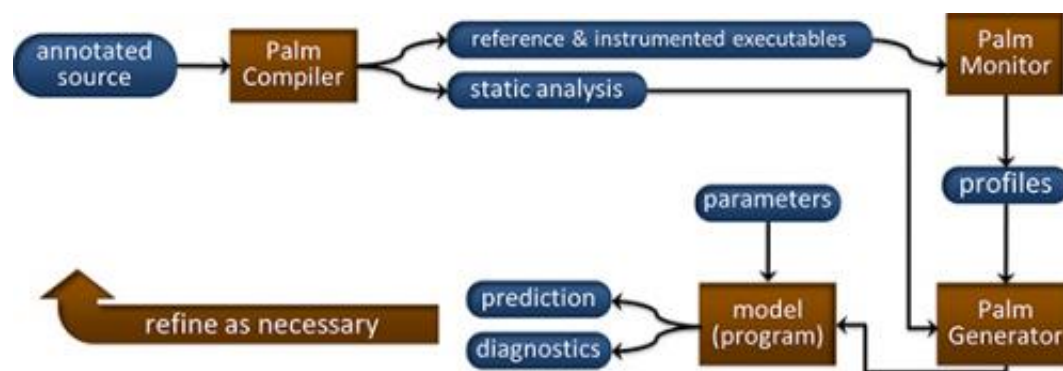 annotated
source
Palm
Compiler
reference & instrumented executables
static analysis
Palm
Monitor
profiles
parameters
prediction
diagnostics
model
(program)
Palm
Generator
refine as necessary